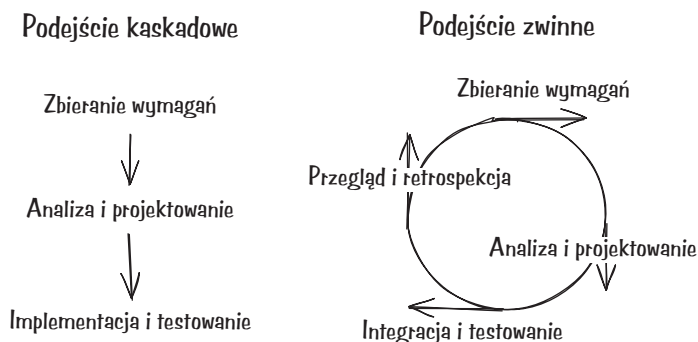 Podejście kaskadowe
Zbieranie wymagań
Analiza i projektowanie
Implementacja i testowanie
Podejście zwinne
Zbieranie wymagań
Przegląd i retrospekcja
Analiza i projektowanie
Integracja i testowanie